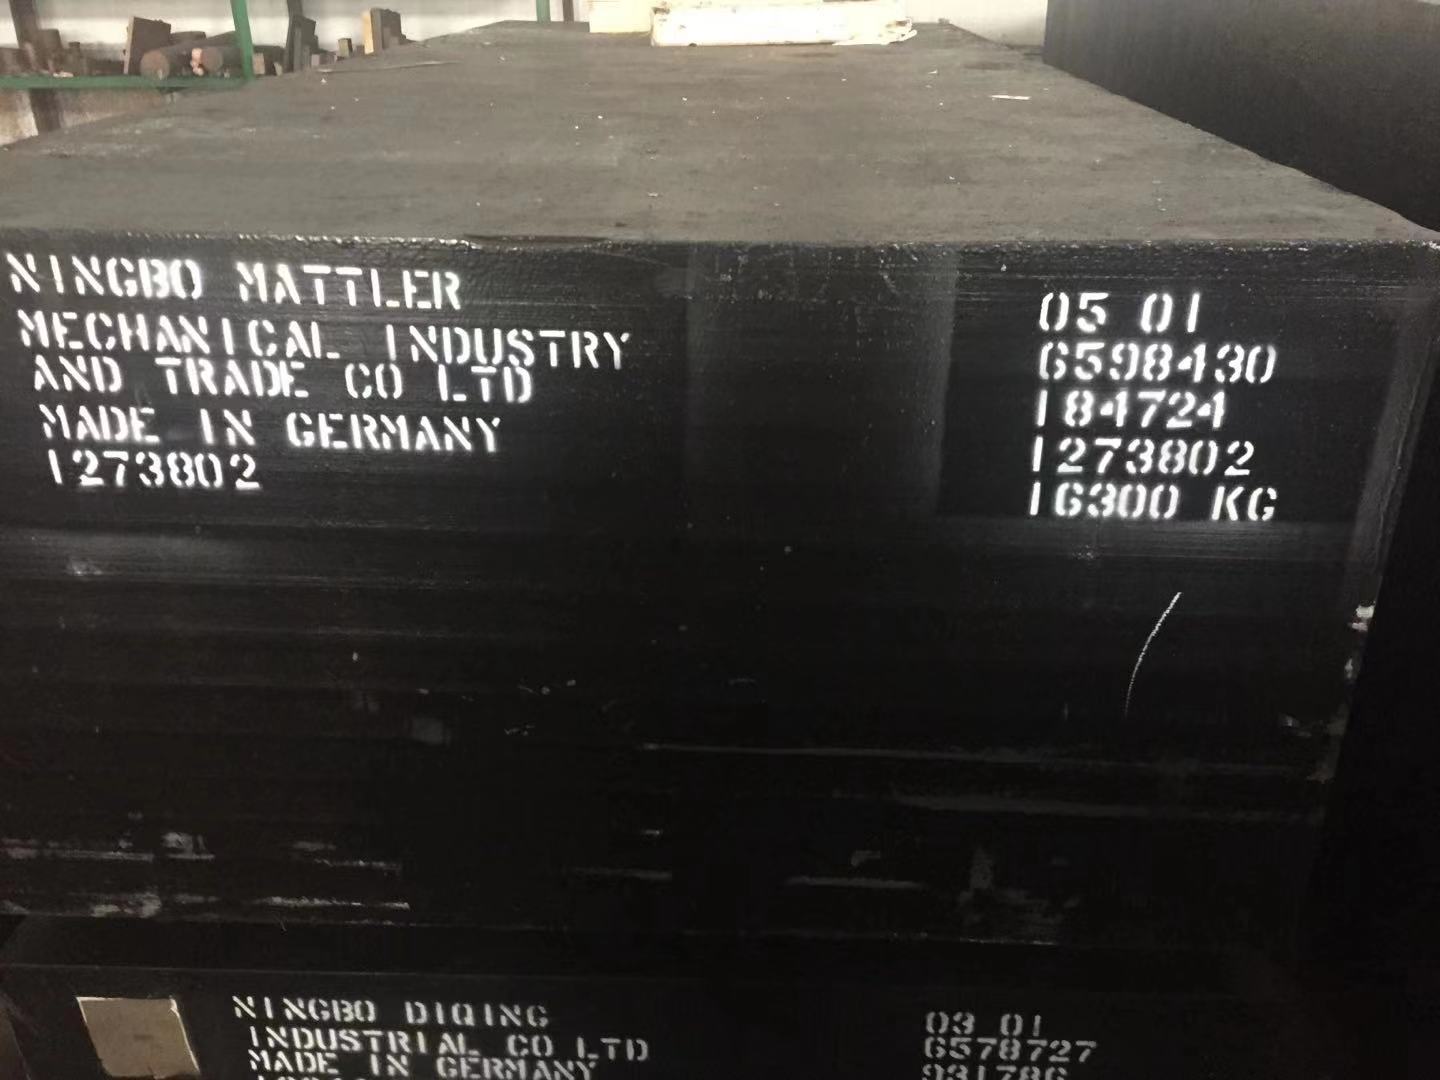 NINGBO MATTLER
MECHANICAL INDUSTRY
AND TRADE CO LTD
MADE IN GERMANY
1273802
05 01
6598430
184724
1273802
16300 KG
NINGBO DIQING
INDUSTRIAL CO LTD
MADE IN GERMANY
03 01
6578727
931786